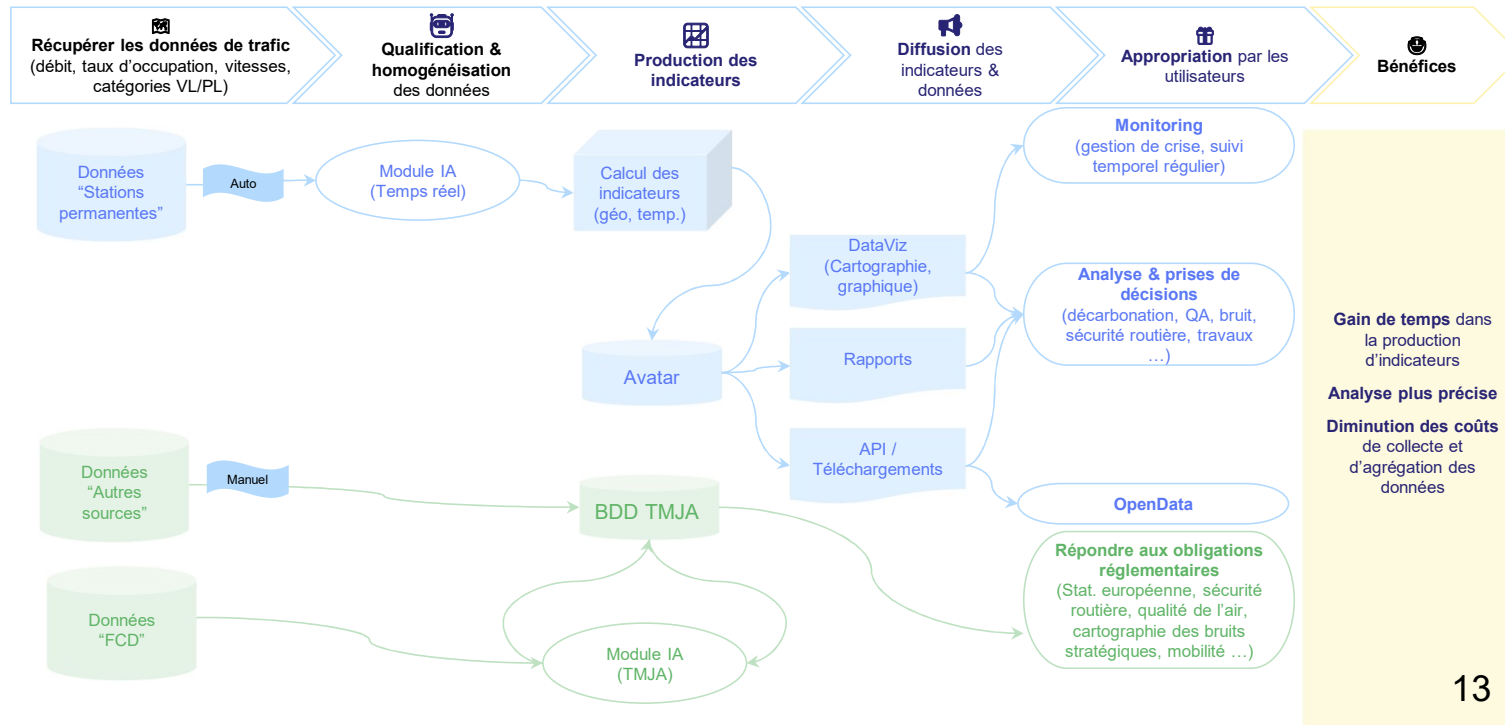 Récupérer les données de trafic
(débit, taux d'occupation, vitesses,
catégories VL/PL)
Qualification &
homogénéisation
des données
Production des
indicateurs
Diffusion des
indicateurs &
données
Appropriation par les
utilisateurs
Bénéfices
Données
“Stations
permanentes”
Auto
Module IA
(Temps réel)
Calcul des
indicateurs
(géo, temp.)
Monitoring
(gestion de crise, suivi
temporel régulier)
DataViz
(Cartographie,
graphique)
Analyse & prises de
décisions
(décarbonation, QA, bruit,
sécurité routière, travaux
…)
Avatar
Rapports
API /
Téléchargements
OpenData
Données
“Autres
sources”
Manuel
BDD TMJA
Répondre aux obligations
réglementaires
(Stat. européenne, sécurité
routière, qualité de l'air,
cartographie des bruits
stratégiques, mobilité …)
Données
“FCD”
Module IA
(TMJA)
Gain de temps dans
la production
d'indicateurs
Analyse plus précise
Diminution des coûts
de collecte et
d'agrégation des
données
13